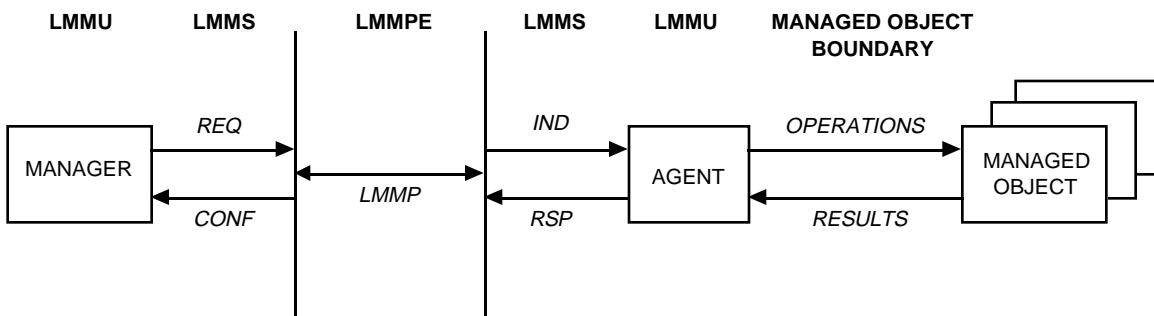 LMMU LMMS LMMPE LMMS LMMU MANAGED OBJECT
BOUNDARY
REQ IND OPERATIONS
MANAGER LMMP AGENT MANAGED
OBJECT
CONF RSP RESULTS